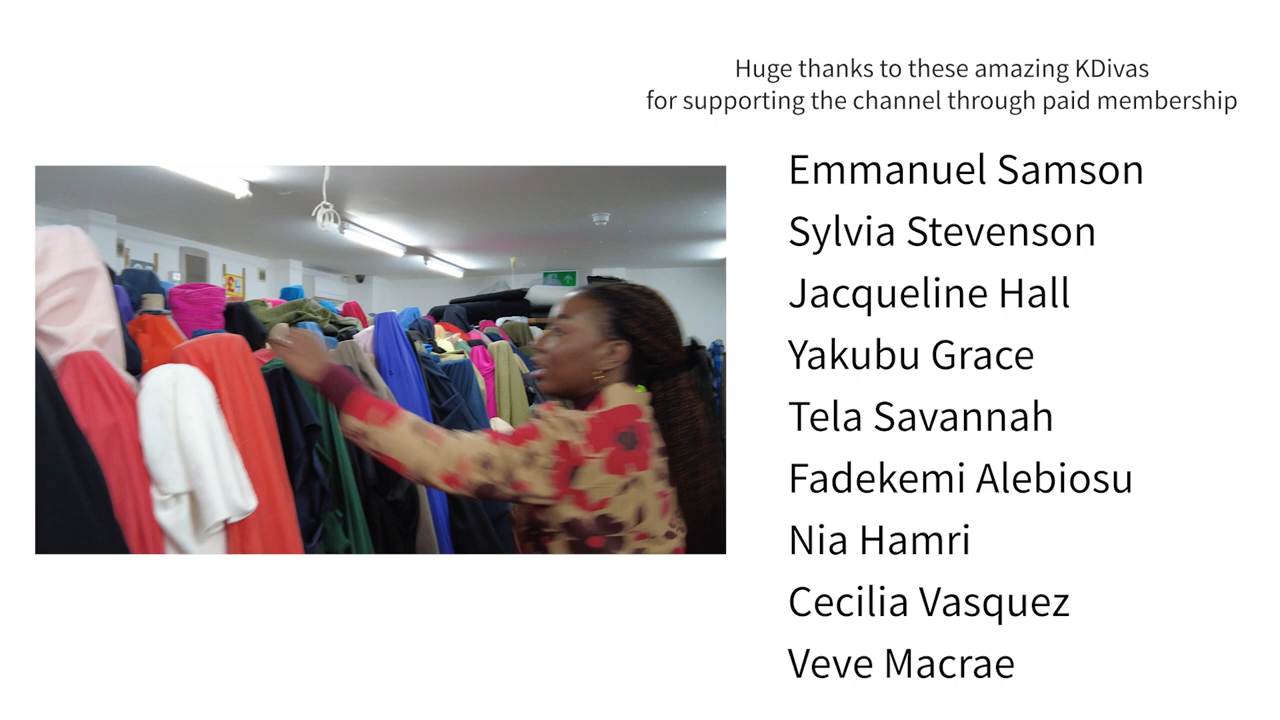 Huge thanks to these amazing KDivas
for supporting the channel through paid membership
Emmanuel Samson
Sylvia Stevenson
Jacqueline Hall
Yakubu Grace
Tela Savannah
Fadekemi Alebiosu
Nia Hamri
Cecilia Vasquez
Veve Macrae